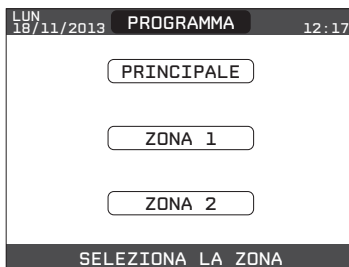 LUN
18/11/2013 PROGRAMMA 12:17
PRINCIPALE
ZONA 1
ZONA 2
SELEZIONA LA ZONA